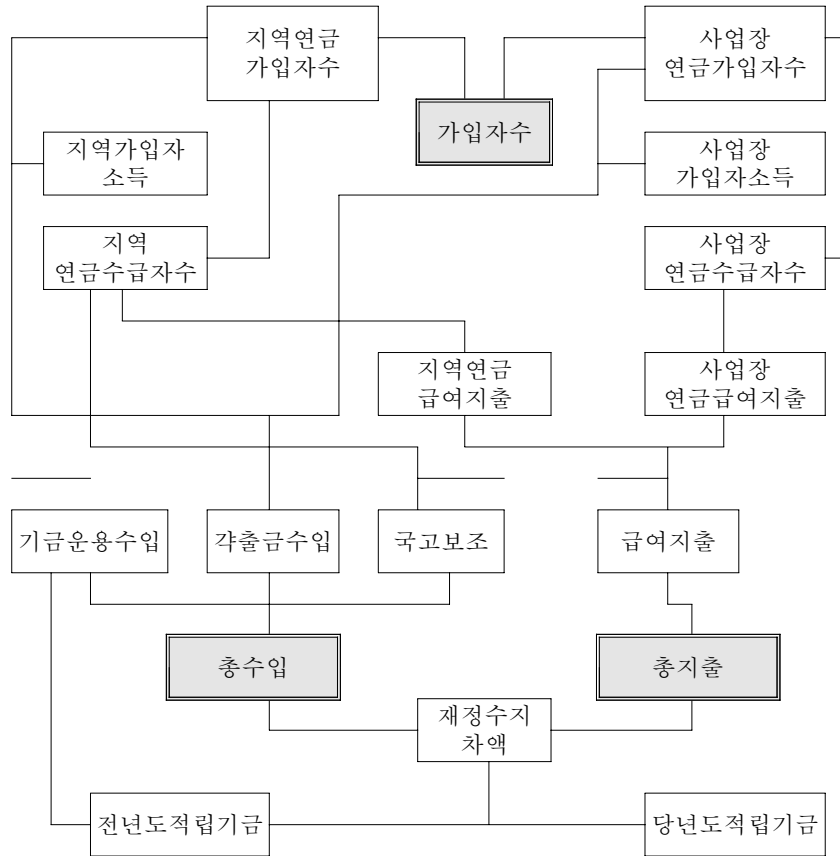 지역연금
가입자수
사업장
연금가입자수
가입자수
지역가입자
소득
사업장
가입자소득
지역
연금수급자수
사업장
연금수급자수
지역연금
급여지출
사업장
연금급여지출
기금운용수입
갹출금수입
국고보조
급여지출
총수입
총지출
재정수지
차액
전년도적립기금
당년도적립기금